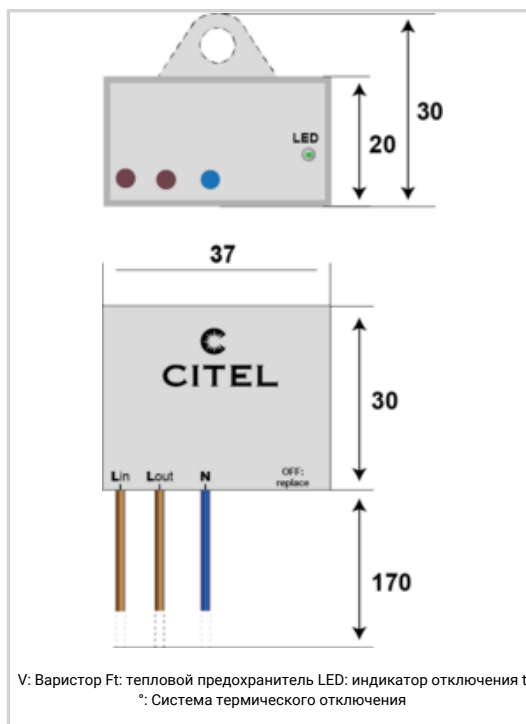 30
20
LED
37
C
CITEL
30
Lin Lout N OFF:
replace
170
V: Варистор Ft: тепловой предохранитель LED: индикатор отключения t
°: Система термического отключения